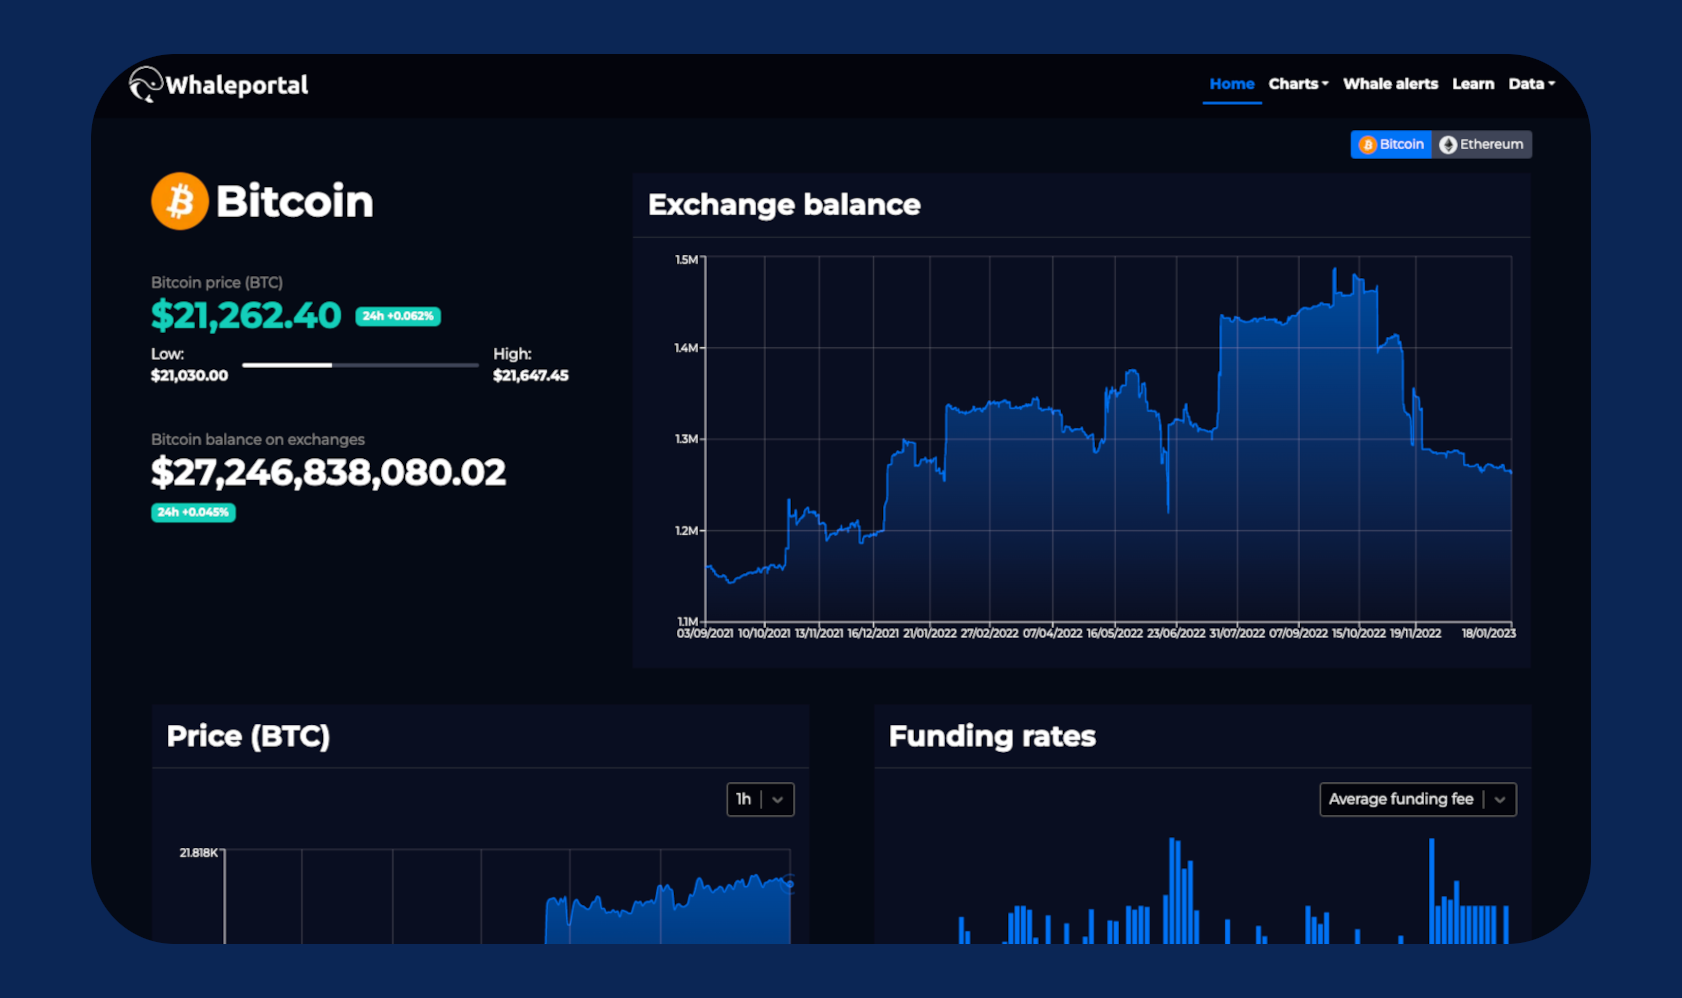 Whaleportal
Home Charts Whale alerts Learn Data
Bitcoin Ethereum
Bitcoin
Bitcoin price (BTC)
$21,262.40 24h +0.062%
Low: High:
$21,030.00 $21,647.45
Bitcoin balance on exchanges
$27,246,838,080.02
24h +0.045%
Exchange balance
1.5M
1.4M
1.3M
1.2M
1.1M
03/09/2021 10/10/2021 13/11/2021 16/12/2021 21/01/2022 27/02/2022 07/04/2022 16/05/2022 23/06/2022 31/07/2022 07/09/2022 15/10/2022 19/11/2022 18/01/2023
Price (BTC)
1h
21.818K
Funding rates
Average funding fee